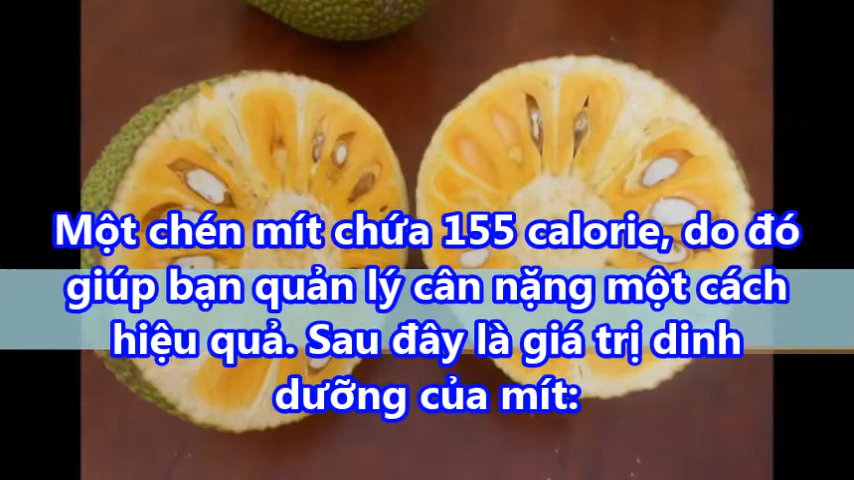 Một chén mít chứa 155 calorie, do đó
giúp bạn quản lý cân nặng một cách
hiệu quả. Sau đây là giá trị dinh
dưỡng của mít: